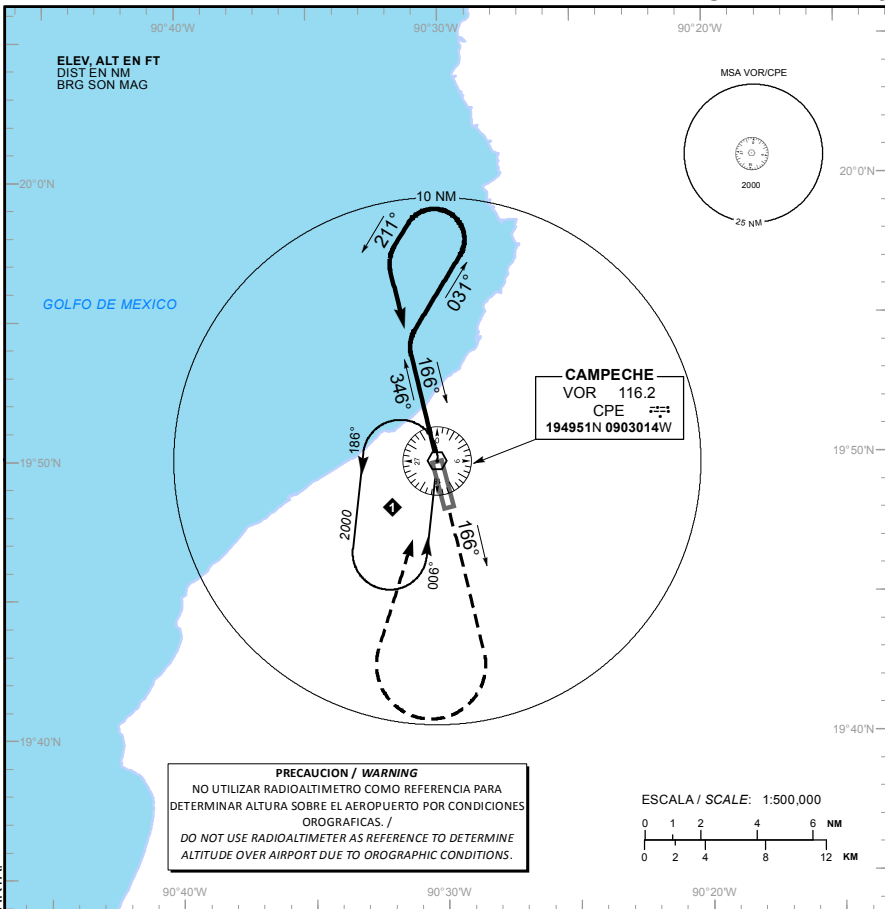 90°40'W
90°30'W
90°20'W
ELEV, ALT EN FT
DIST EN NM
BRG SON MAG
MSA VOR/CPE
2000
25 NM
20°0'N
20°0'N
10 NM
211°
031°
GOLFO DE MEXICO
166°
346°
CAMPECHE
VOR 116.2
CPE
194951N 0903014W
186°
19°50'N
19°50'N
2000
1
166°
006°
19°40'N
19°40'N
PRECAUCION / WARNING
NO UTILIZAR RADIOALTIMETRO COMO REFERENCIA PARA
DETERMINAR ALTURA SOBRE EL AEROPUERTO POR CONDICIONES
OROGRAFICAS. /
DO NOT USE RADIOALTIMETER AS REFERENCE TO DETERMINE
ALTITUDE OVER AIRPORT DUE TO OROGRAPHIC CONDITIONS.
ESCALA / SCALE: 1:500,000
0 1 2 4 6 NM
0 2 4 8 12 KM
90°40'W
90°30'W
90°20'W